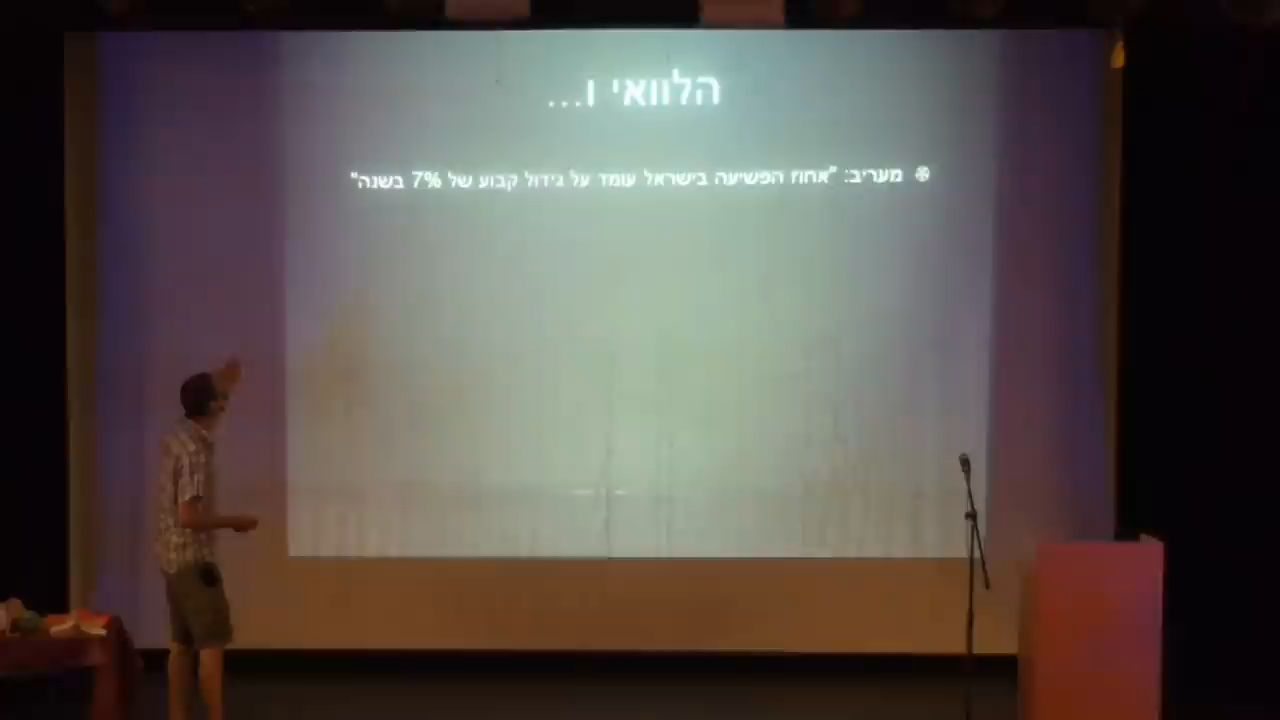 הלוואי ו...
מעריב: "אחוז הפשיעה בישראל עומד על גידול קבוע של 7% בשנה"